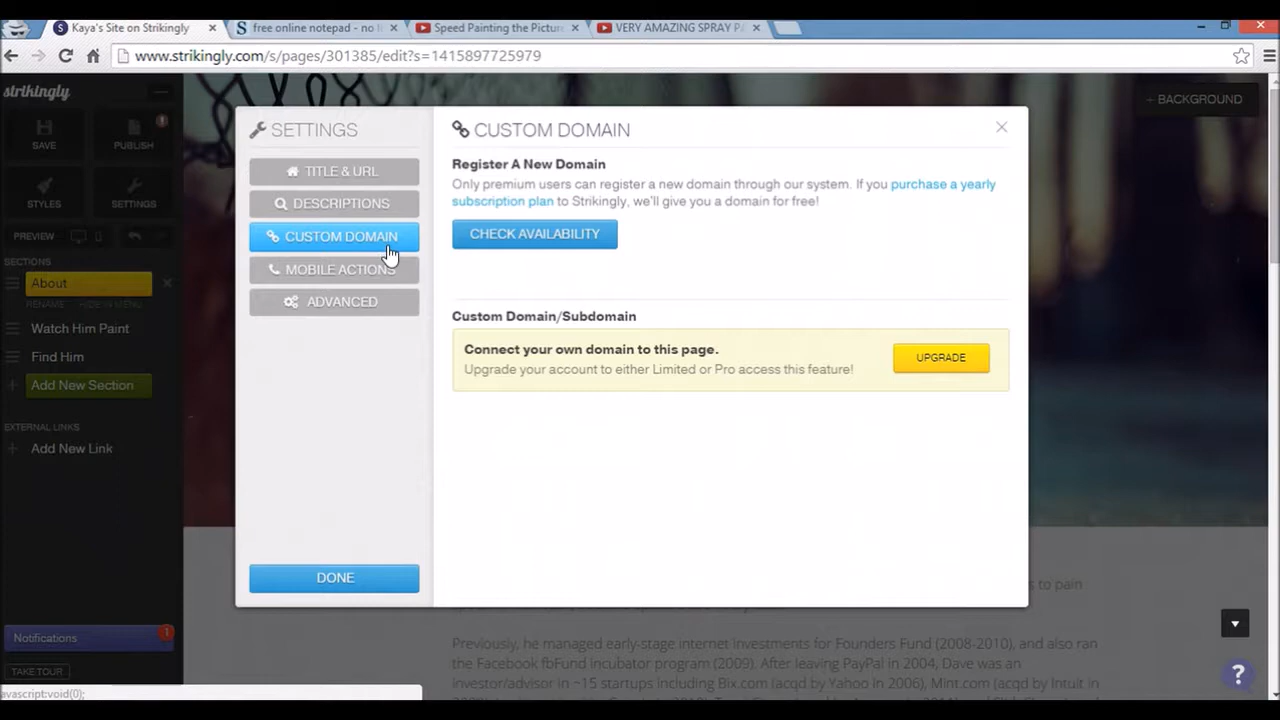 Kaya's Site on Strikingly
free online notepad - no l
Speed Painting the Picture
VERY AMAZING SPRAY P
www.strikingly.com/s/pages/301385/edit?s=1415897725979
strikingly
BACKGROUND
SAVE
PUBLISH
STYLES
SETTINGS
PREVIEW
SECTIONS
About
RENAME
Watch Him Paint
Find Him
Add New Section
EXTERNAL LINKS
Add New Link
Notifications
1
TAKE TOUR
javascript:void(0);
SETTINGS
TITLE & URL
DESCRIPTIONS
CUSTOM DOMAIN
MOBILE ACTIONS
ADVANCED
DONE
CUSTOM DOMAIN
Register A New Domain
Only premium users can register a new domain through our system. If you purchase a yearly
subscription plan to Strikingly, we'll give you a domain for free!
CHECK AVAILABILITY
Custom Domain/Subdomain
Connect your own domain to this page.
Upgrade your account to either Limited or Pro access this feature!
UPGRADE
s to pain
Previously, he managed early-stage internet investments for Founders Fund (2008-2010), and also ran
the Facebook fbFund incubator program (2009). After leaving PayPal in 2004, Dave was an
investor/advisor in ~15 startups including Bix.com (acqd by Yahoo in 2006), Mint.com (acqd by Intuit in
?